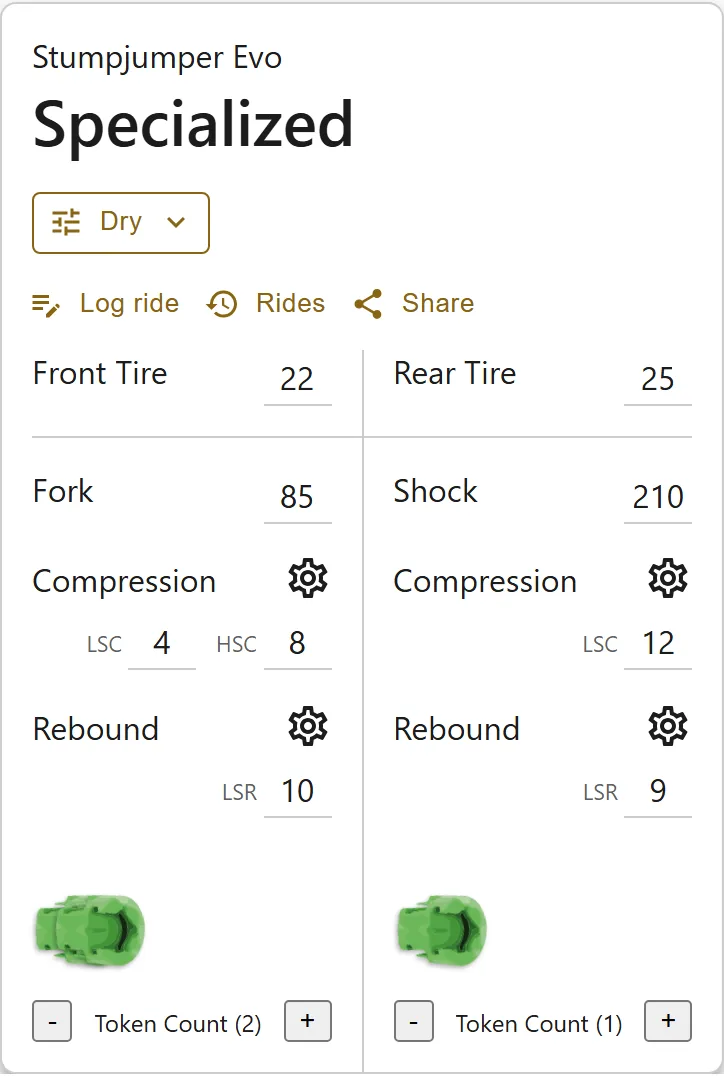 Stumpjumper Evo
Specialized
Dry
Log ride Rides Share
Front Tire 22 Rear Tire 25
Fork 85 Shock 210
Compression Compression
LSC 4 HSC 8 LSC 12
Rebound Rebound
LSR 10 LSR 9
- Token Count (2) + - Token Count (1) +